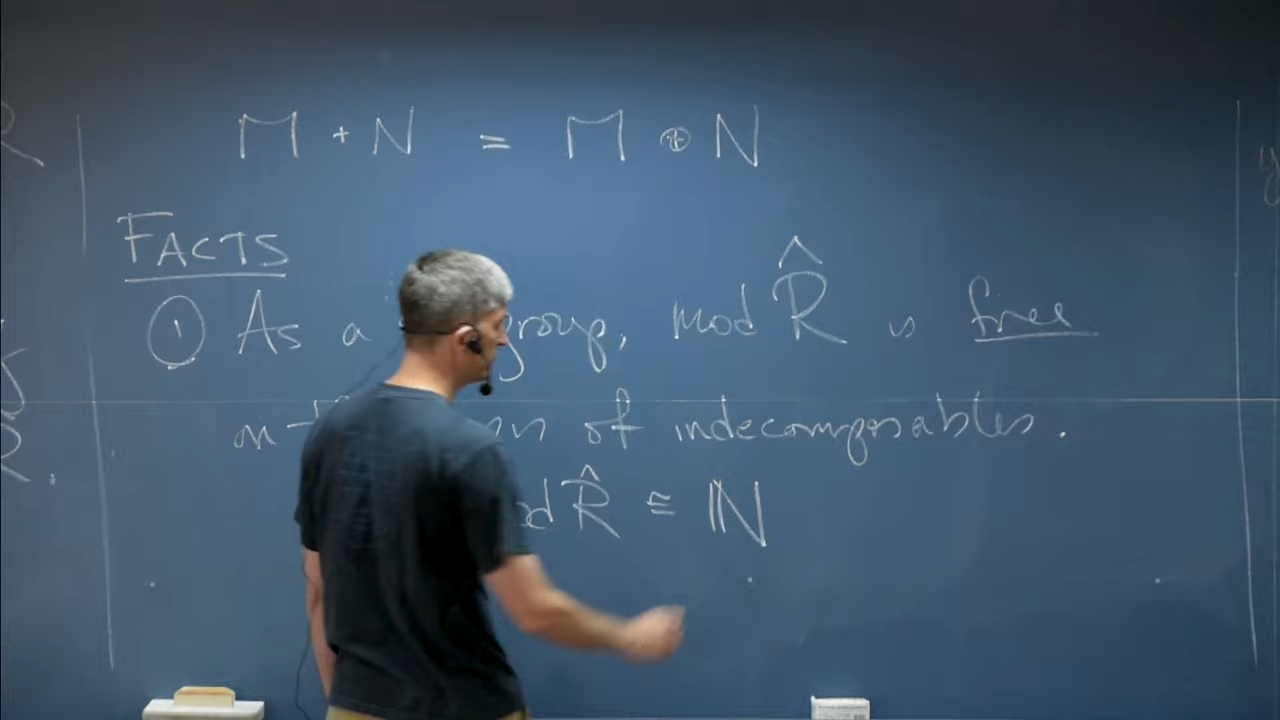 M + N = M ⊕ N
FACTS
① As a group, mod R̂ is free
of indecomposables.
R̂ ≅ ℕ
R.